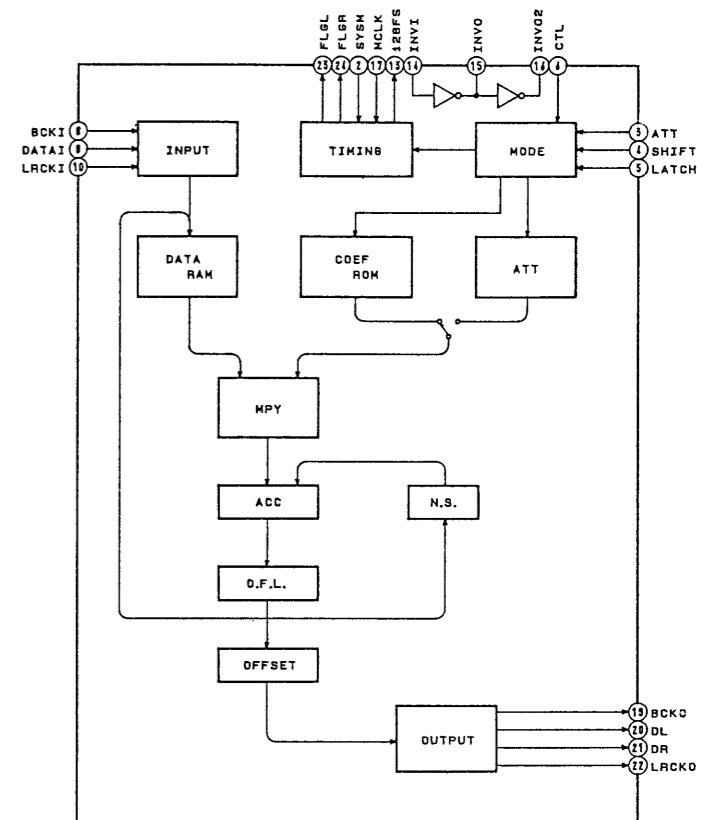 FLGL FLGR SYSM MCLK 128FS INVI INVO INVO2 CTL
23 24 2 17 13 14 15 16 6
BCKI
DATAI
LRCKI 10
INPUT
TIMING
MODE
3 ATT
4 SHIFT
5 LATCH
DATA
RAM
COEF
ROM
ATT
MPY
ACC
N.S.
O.F.L.
OFFSET
OUTPUT
19 BCKO
20 DL
21 DR
22 LRCKO